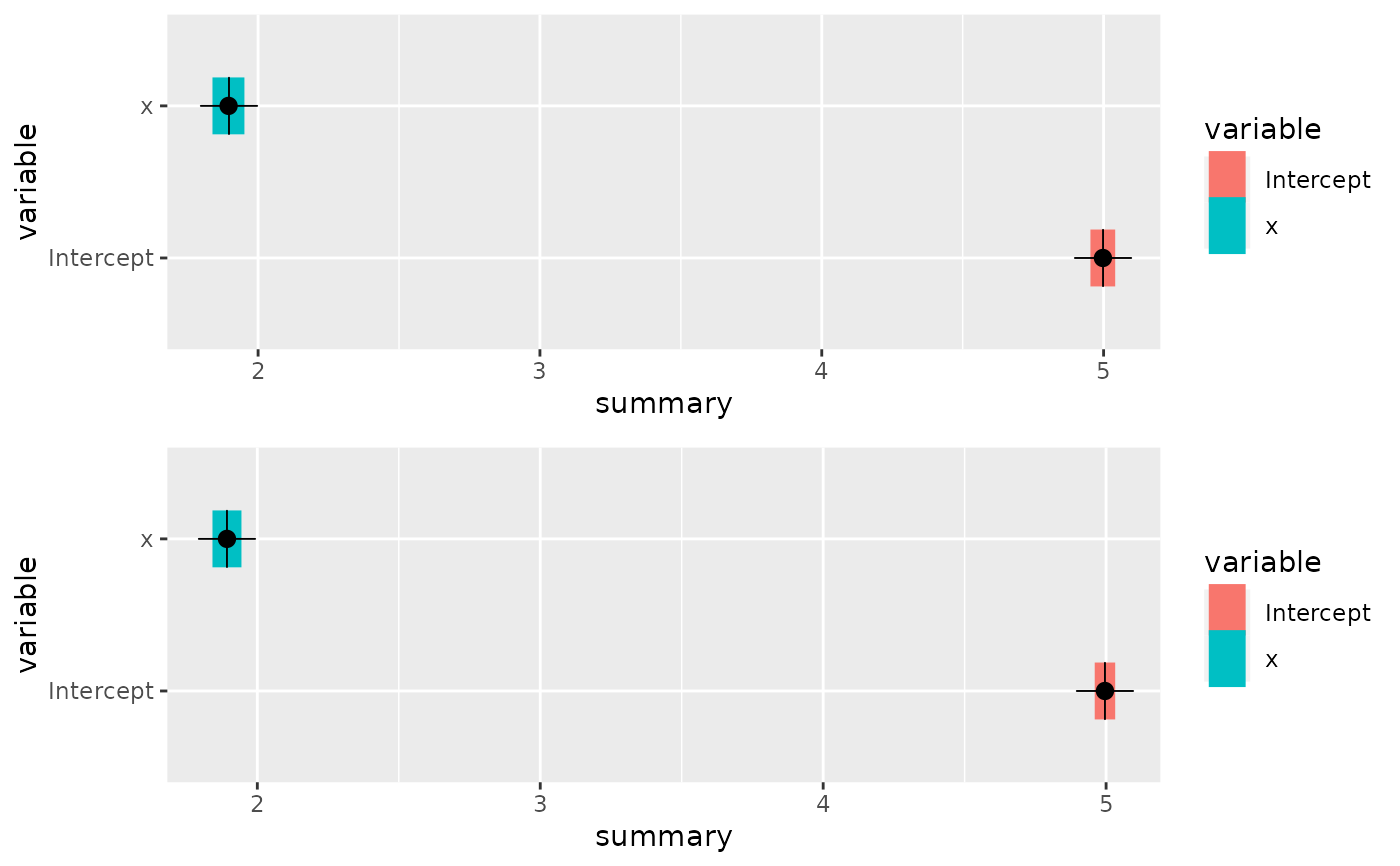 variable
x
Intercept
2 3 4 5
summary
variable
Intercept
x
variable
x
Intercept
2 3 4 5
summary
variable
Intercept
x